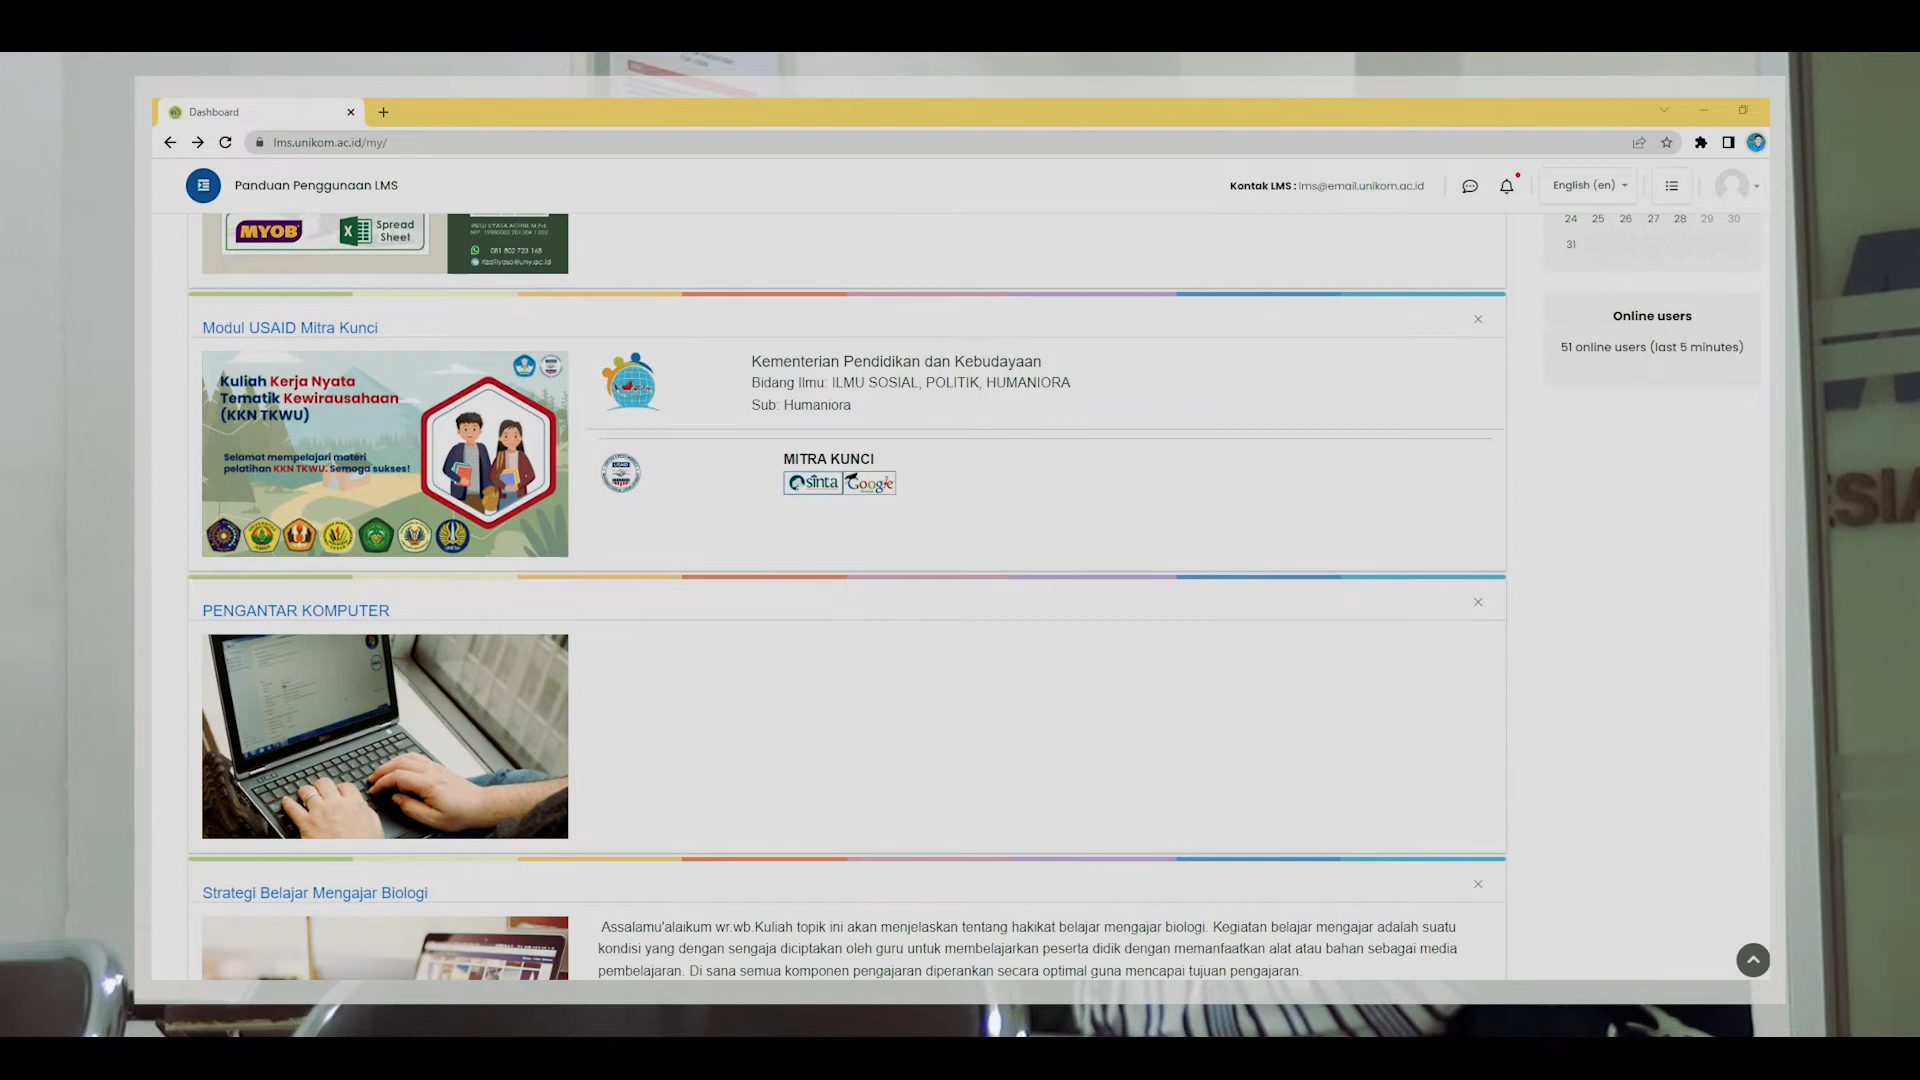 Dashboard
lms.unikom.ac.id/my/
Panduan Penggunaan LMS
Kontak LMS : lms@email.unikom.ac.id
English (en)
MYOB
Spread
Sheet
081 802 723 168
24 25 26 27 28 29 30
31
Online users
51 online users (last 5 minutes)
Modul USAID Mitra Kunci
Kuliah Kerja Nyata
Tematik Kewirausahaan
(KKN TKWU)
Selamat mempelajari materi
pelatihan KKN TKWU. Semoga sukses!
Kementerian Pendidikan dan Kebudayaan
Bidang Ilmu: ILMU SOSIAL, POLITIK, HUMANIORA
Sub: Humaniora
MITRA KUNCI
sinta Google
PENGANTAR KOMPUTER
Strategi Belajar Mengajar Biologi
Assalamu'alaikum wr.wb.Kuliah topik ini akan menjelaskan tentang hakikat belajar mengajar biologi. Kegiatan belajar mengajar adalah suatu
kondisi yang dengan sengaja diciptakan oleh guru untuk membelajarkan peserta didik dengan memanfaatkan alat atau bahan sebagai media
pembelajaran. Di sana semua komponen pengajaran diperankan secara optimal guna mencapai tujuan pengajaran.